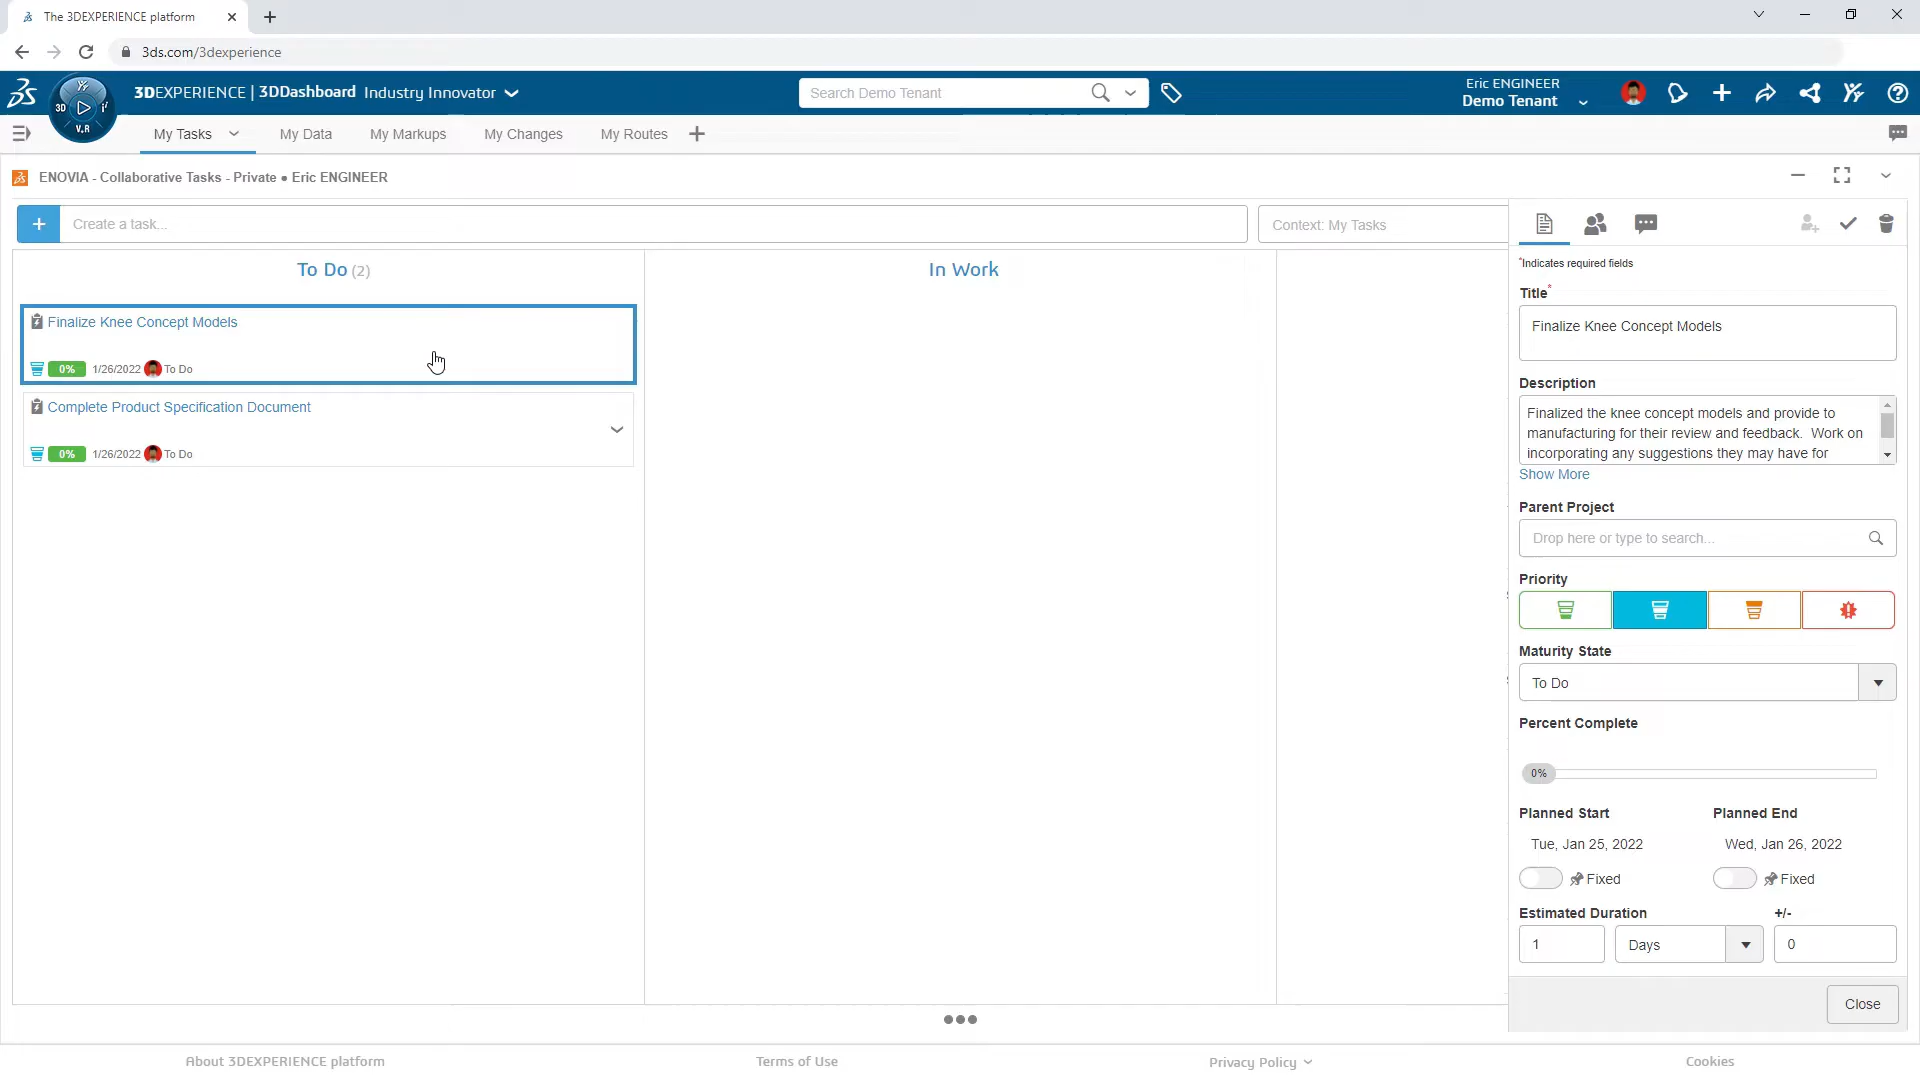 The 3DEXPERIENCE platform
3ds.com/3dexperience
3D
V.R
3DEXPERIENCE | 3DDashboard Industry Innovator
Search Demo Tenant
Eric ENGINEER
Demo Tenant
My Tasks
My Data
My Markups
My Changes
My Routes
ENOVIA - Collaborative Tasks - Private ● Eric ENGINEER
Create a task...
Context: My Tasks
To Do (2)
Finalize Knee Concept Models
0% 1/26/2022 To Do
Complete Product Specification Document
0% 1/26/2022 To Do
In Work
*Indicates required fields
Title*
Finalize Knee Concept Models
Description
Finalized the knee concept models and provide to
manufacturing for their review and feedback. Work on
incorporating any suggestions they may have for
Show More
Parent Project
Drop here or type to search...
Priority
Maturity State
To Do
Percent Complete
0%
Planned Start
Planned End
Tue, Jan 25, 2022
Wed, Jan 26, 2022
Fixed
Fixed
Estimated Duration
+/-
1
Days
0
Close
About 3DEXPERIENCE platform
Terms of Use
Privacy Policy
Cookies